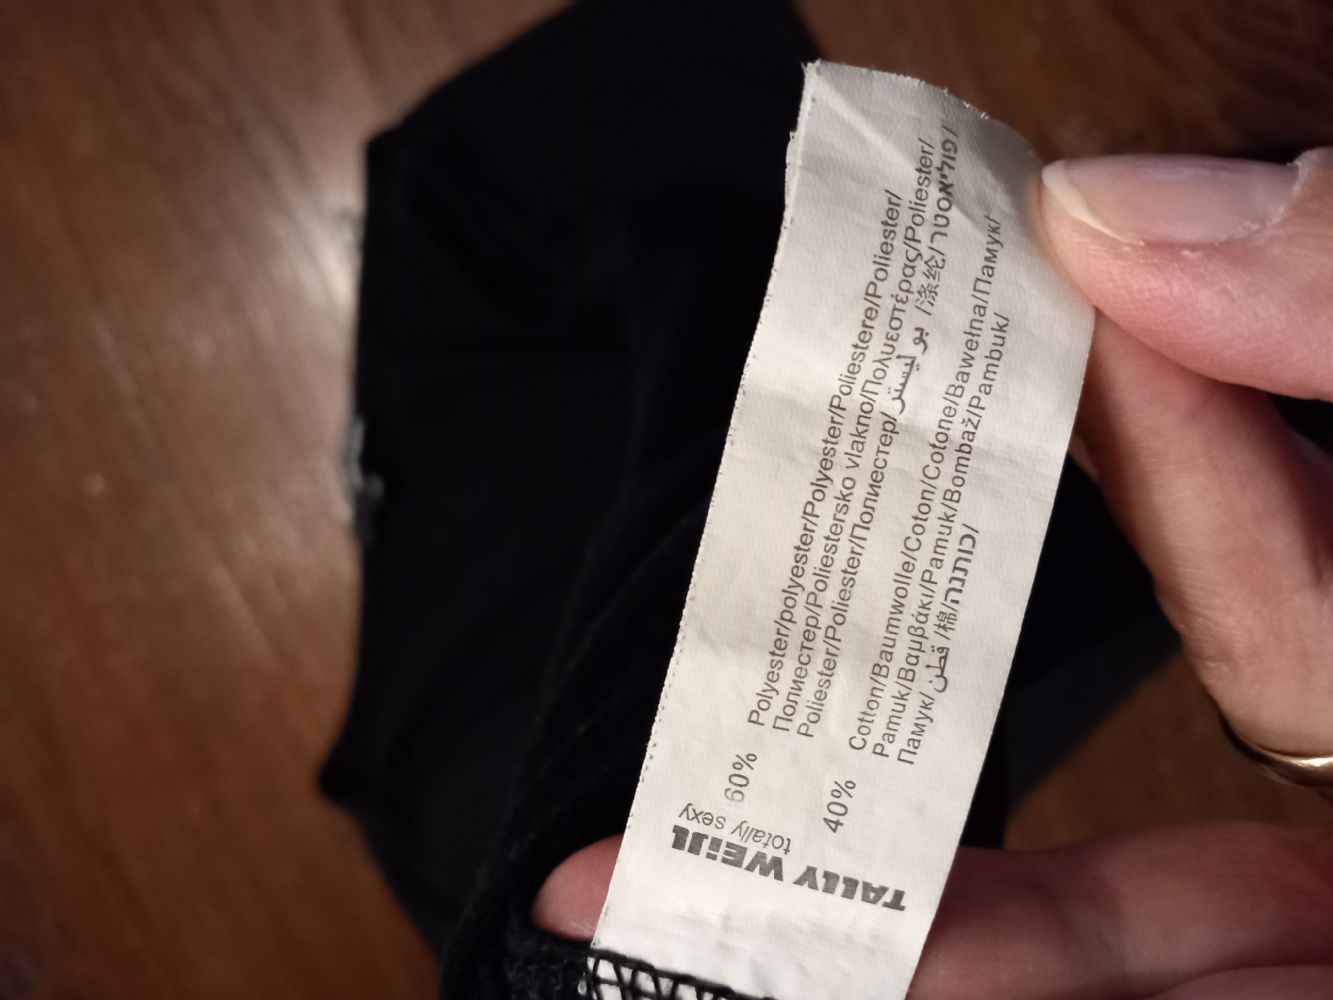 TALLY WEiJL
totally sexy
60% Polyester/polyester/Polyester/Poliestere/Poliester/
Полиестер/Poliestersko vlakno/Πολυεστέρας/Poliester/
Poliester/Poliester/Полиестер/بوليستر /涤纶/פוליאסטר/
40% Cotton/Baumwolle/Coton/Cotone/Bawełna/Памук/
Pamuk/Βαμβάκι/Pamuk/Bombaž/Pambuk/
Памук/قطن/棉/כותנה/